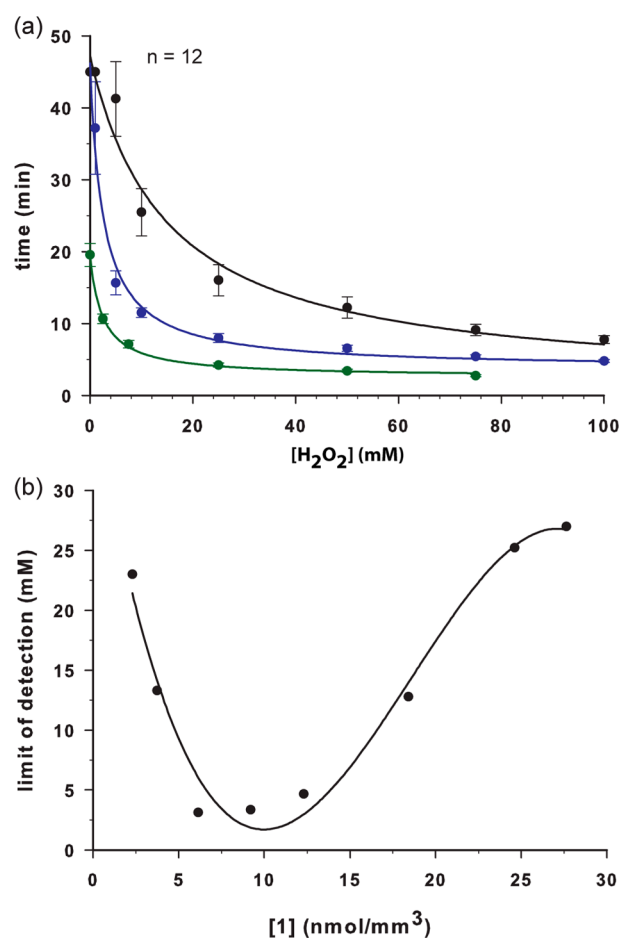 (a)
n = 12
50
40
30
20
10
0
time (min)
0 20 40 60 80 100
[H₂O₂] (mM)
(b)
30
25
20
15
10
5
0
limit of detection (mM)
0 5 10 15 20 25 30
[1] (nmol/mm³)